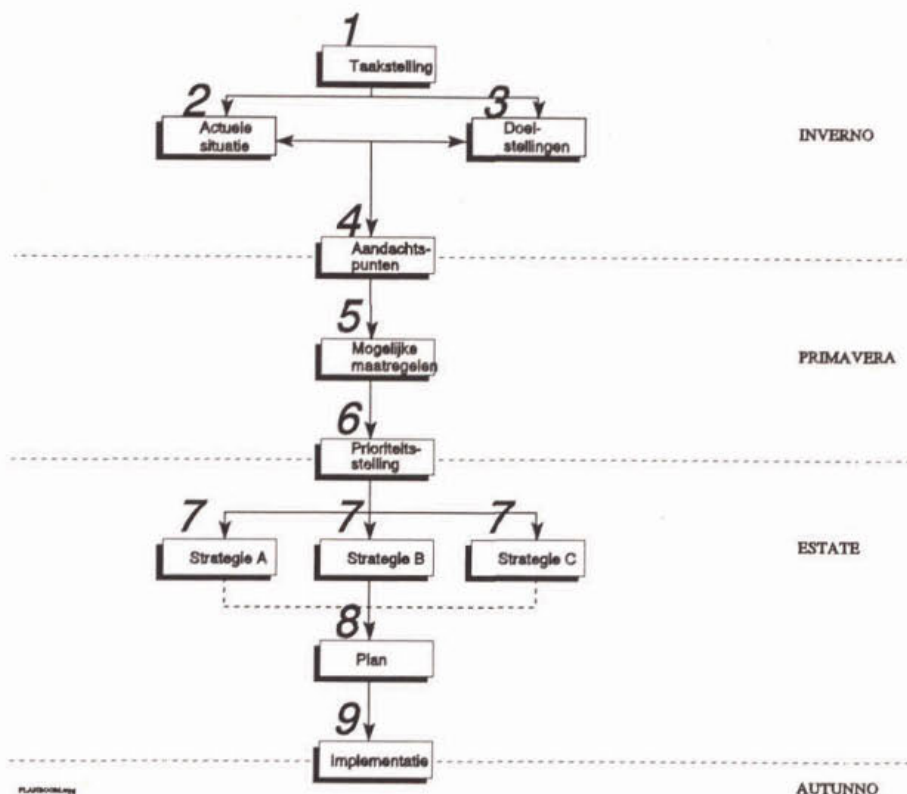 1
Taakstelling
2
3
Actuele
situatie
Doel-
stellingen
INVERNO
4
Aandachts-
punten
5
Mogelijke
maatregelen
PRIMAVERA
6
Prioriteits-
stelling
7
7
7
Strategie A
Strategie B
Strategie C
ESTATE
8
Plan
9
Implementatie
AUTUNNO